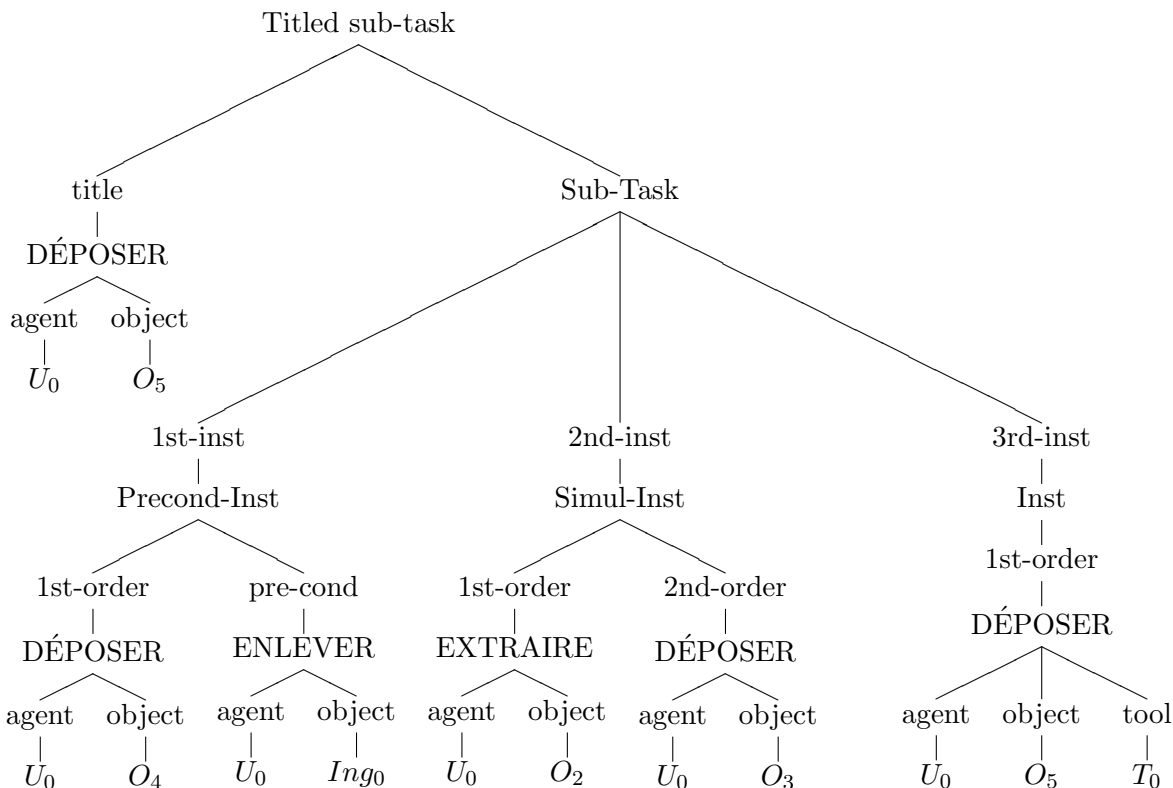 Titled sub-task
title Sub-Task
DÉPOSER
agent object
U₀ O₅
1st-inst 2nd-inst 3rd-inst
Precond-Inst Simul-Inst Inst
1st-order
1st-order pre-cond 1st-order 2nd-order
DÉPOSER
DÉPOSER ENLEVER EXTRAIRE DÉPOSER
agent object agent object agent object agent object agent object tool
U₀ O₄ U₀ Ing₀ U₀ O₂ U₀ O₃ U₀ O₅ T₀